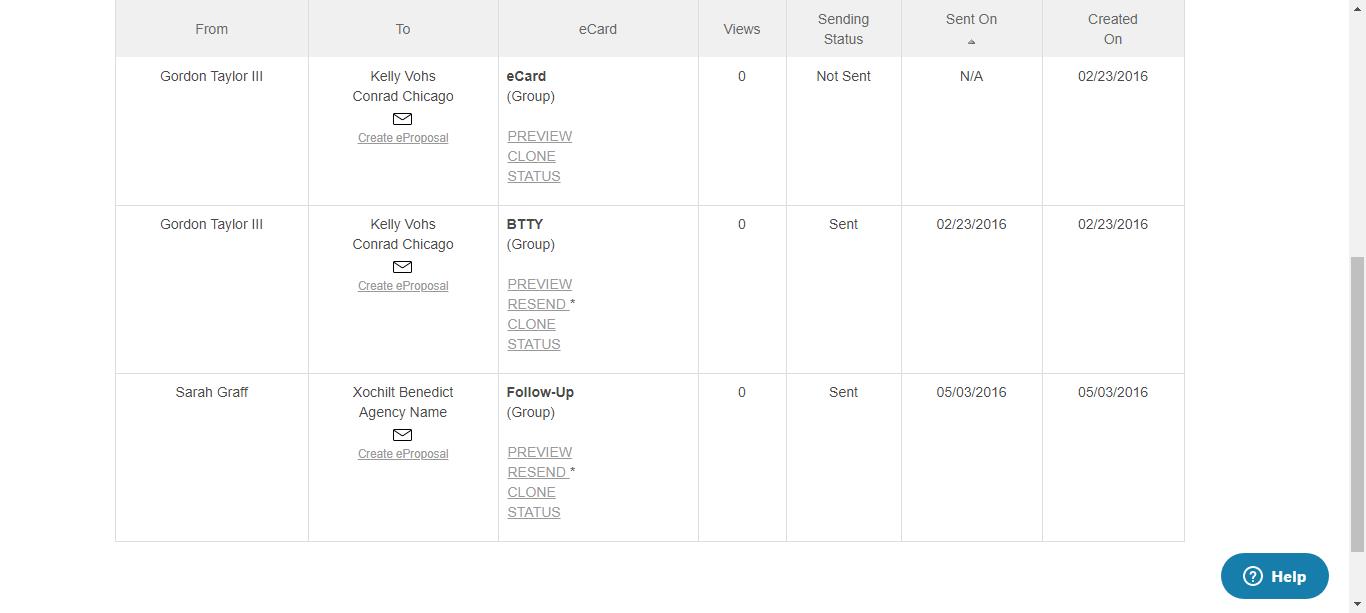 From To eCard Views Sending Status Sent On Created On
Gordon Taylor III Kelly Vohs eCard 0 Not Sent N/A 02/23/2016
Conrad Chicago (Group)
Create eProposal PREVIEW
CLONE
STATUS
Gordon Taylor III Kelly Vohs BTTY 0 Sent 02/23/2016 02/23/2016
Conrad Chicago (Group)
Create eProposal PREVIEW
RESEND *
CLONE
STATUS
Sarah Graff Xochilt Benedict Follow-Up 0 Sent 05/03/2016 05/03/2016
Agency Name (Group)
Create eProposal PREVIEW
RESEND *
CLONE
STATUS
? Help